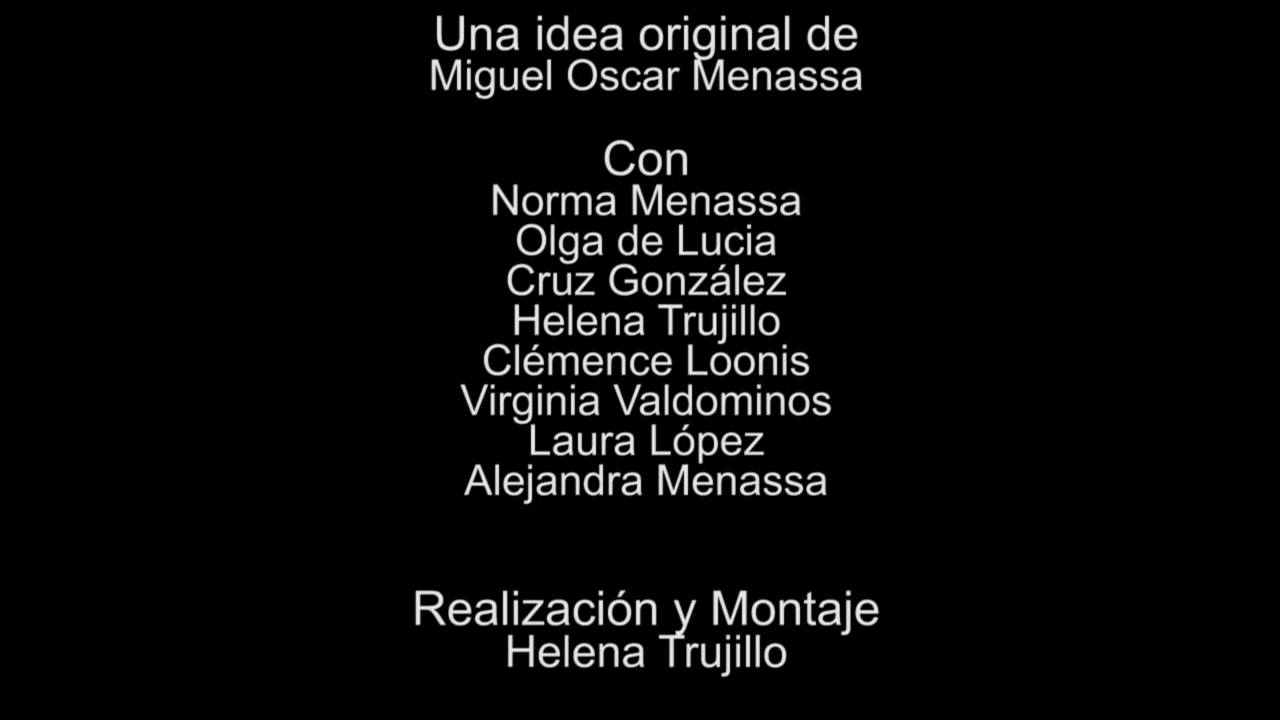 Una idea original de
Miguel Oscar Menassa
Con
Norma Menassa
Olga de Lucia
Cruz González
Helena Trujillo
Clémence Loonis
Virginia Valdominos
Laura López
Alejandra Menassa
Realización y Montaje
Helena Trujillo